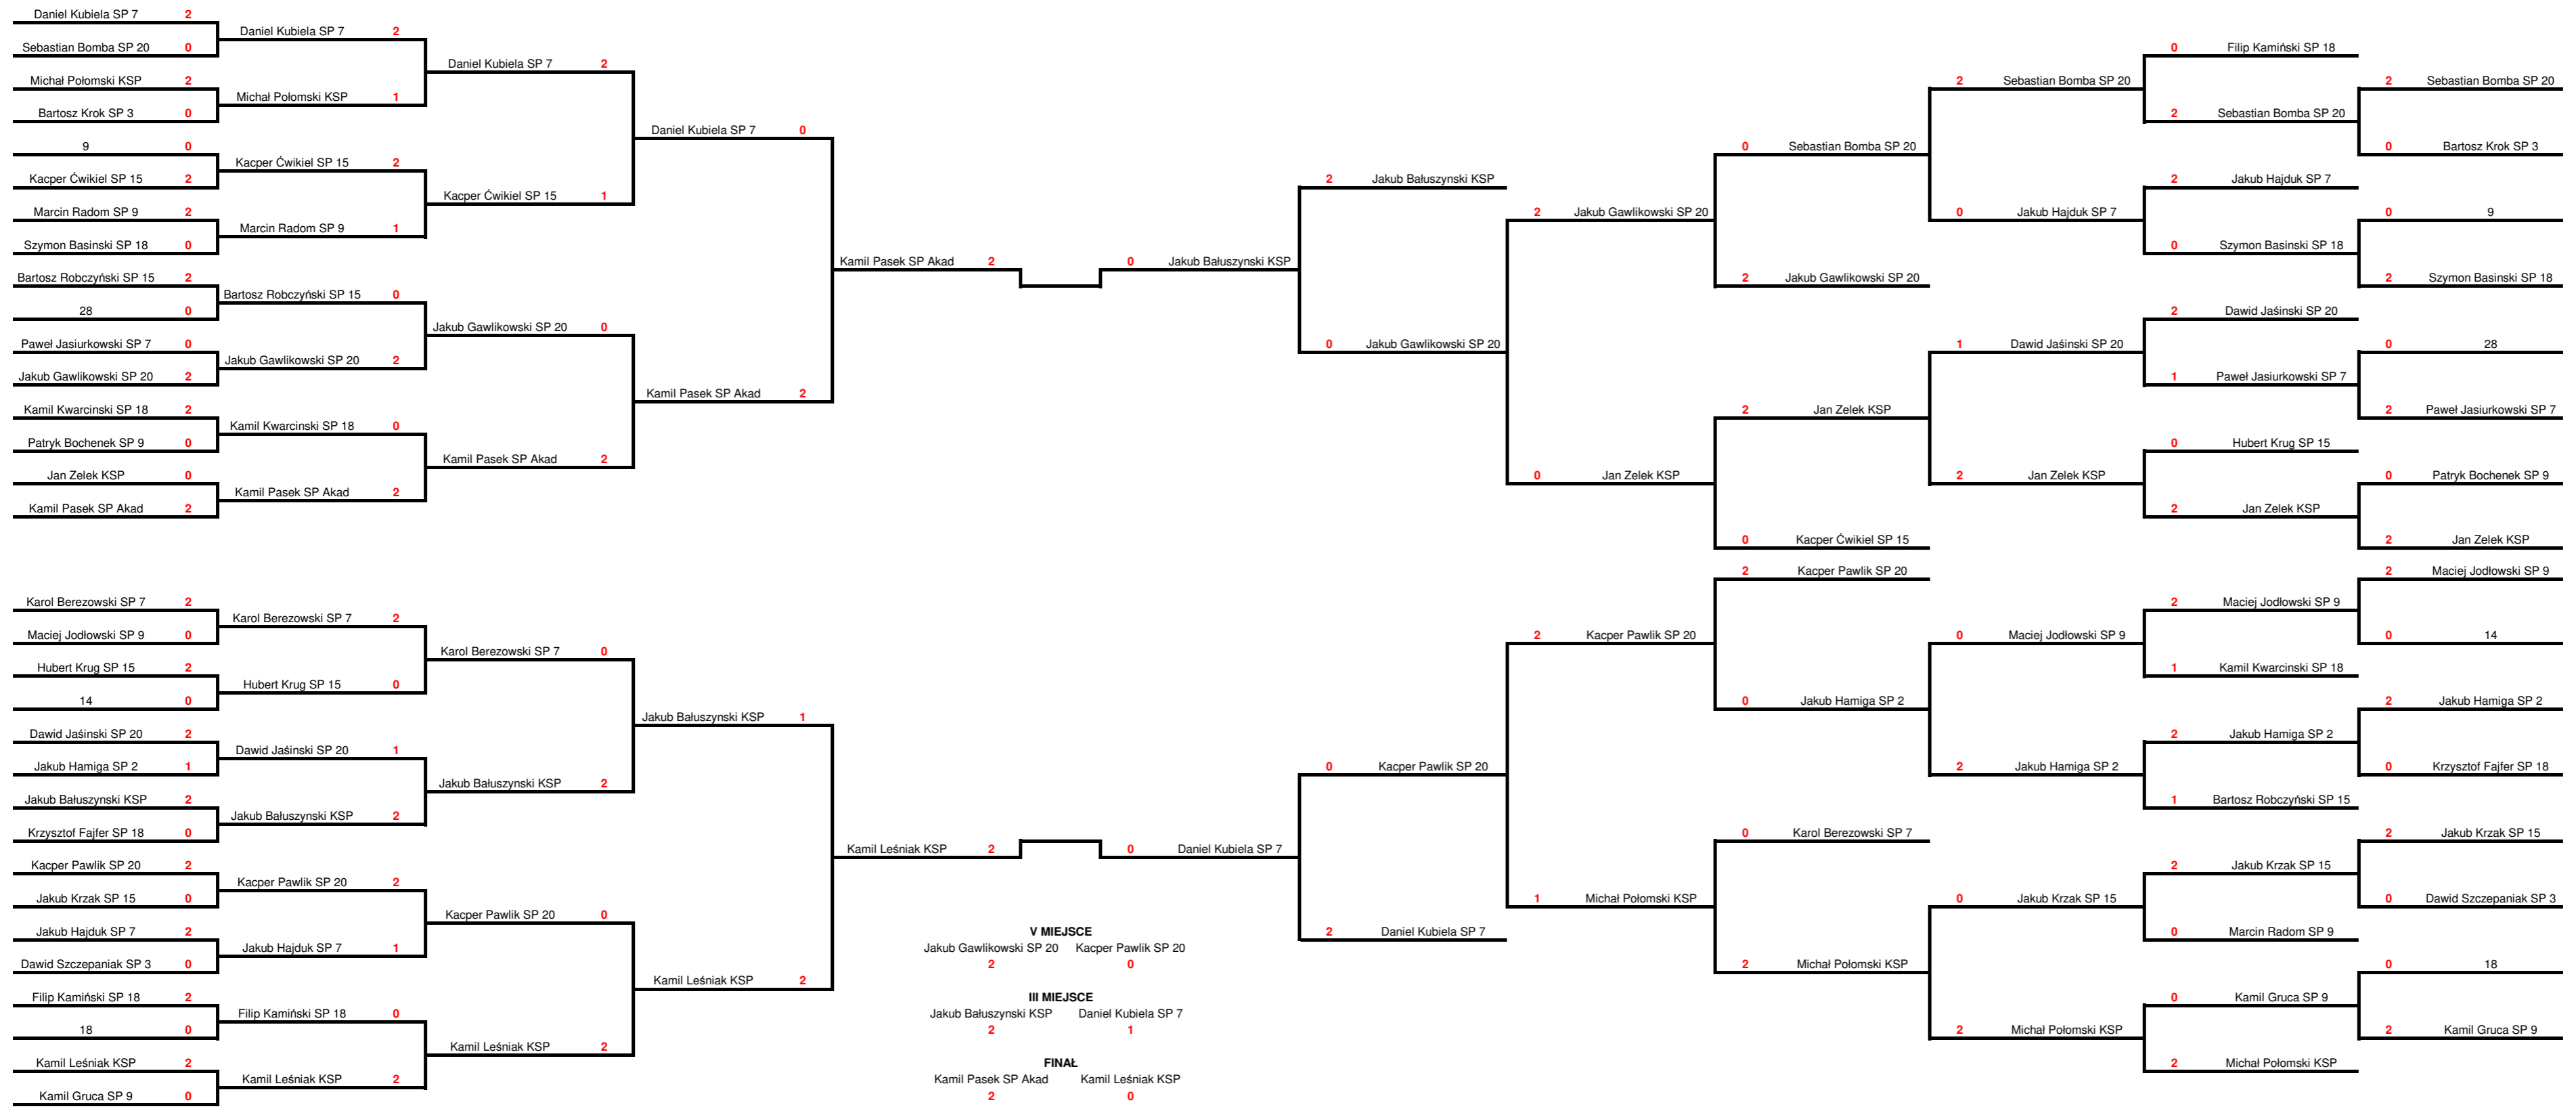 Daniel Kubiela SP 7 2
Sebastian Bomba SP 20 0
Michał Połomski KSP 2
Bartosz Krok SP 3 0
9 0
Kacper Ćwikiel SP 15 2
Marcin Radom SP 9 2
Szymon Basinski SP 18 0
Bartosz Robczyński SP 15 2
28 0
Paweł Jasiurkowski SP 7 0
Jakub Gawlikowski SP 20 2
Kamil Kwarcinski SP 18 2
Patryk Bochenek SP 9 0
Jan Zelek KSP 0
Kamil Pasek SP Akad 2
Karol Berezowski SP 7 2
Maciej Jodłowski SP 9 0
Hubert Krug SP 15 2
14 0
Dawid Jaśinski SP 20 2
Jakub Hamiga SP 2 1
Jakub Bałuszynski KSP 2
Krzysztof Fajfer SP 18 0
Kacper Pawlik SP 20 2
Jakub Krzak SP 15 0
Jakub Hajduk SP 7 2
Dawid Szczepaniak SP 3 0
Filip Kamiński SP 18 2
18 0
Kamil Leśniak KSP 2
Kamil Gruca SP 9 0
Daniel Kubiela SP 7 2
Michał Połomski KSP 1
Kacper Ćwikiel SP 15 2
Marcin Radom SP 9 1
Bartosz Robczyński SP 15 0
Jakub Gawlikowski SP 20 2
Kamil Kwarcinski SP 18 0
Kamil Pasek SP Akad 2
Karol Berezowski SP 7 2
Hubert Krug SP 15 0
Dawid Jaśinski SP 20 1
Jakub Bałuszynski KSP 2
Kacper Pawlik SP 20 2
Jakub Hajduk SP 7 1
Filip Kamiński SP 18 0
Kamil Leśniak KSP 2
Daniel Kubiela SP 7 2
Kacper Ćwikiel SP 15 1
Jakub Gawlikowski SP 20 0
Kamil Pasek SP Akad 2
Karol Berezowski SP 7 0
Jakub Bałuszynski KSP 2
Kacper Pawlik SP 20 0
Kamil Leśniak KSP 2
Daniel Kubiela SP 7 0
Kamil Pasek SP Akad 2
Jakub Bałuszynski KSP 1
Kamil Leśniak KSP 2
Kamil Pasek SP Akad 2
Kamil Leśniak KSP 2
V MIEJSCE
Jakub Gawlikowski SP 20 Kacper Pawlik SP 20
2 0
III MIEJSCE
Jakub Bałuszynski KSP Daniel Kubiela SP 7
2 1
FINAŁ
Kamil Pasek SP Akad Kamil Leśniak KSP
2 0
0 Jakub Bałuszynski KSP
0 Daniel Kubiela SP 7
2 Jakub Bałuszynski KSP
0 Jakub Gawlikowski SP 20
0 Kacper Pawlik SP 20
2 Daniel Kubiela SP 7
2 Jakub Gawlikowski SP 20
0 Jan Zelek KSP
2 Kacper Pawlik SP 20
1 Michał Połomski KSP
0 Sebastian Bomba SP 20
2 Jakub Gawlikowski SP 20
2 Jan Zelek KSP
0 Kacper Ćwikiel SP 15
2 Kacper Pawlik SP 20
0 Jakub Hamiga SP 2
0 Karol Berezowski SP 7
2 Michał Połomski KSP
2 Sebastian Bomba SP 20
0 Jakub Hajduk SP 7
1 Dawid Jaśinski SP 20
2 Jan Zelek KSP
0 Maciej Jodłowski SP 9
2 Jakub Hamiga SP 2
0 Jakub Krzak SP 15
2 Michał Połomski KSP
0 Filip Kamiński SP 18
2 Sebastian Bomba SP 20
2 Jakub Hajduk SP 7
0 Szymon Basinski SP 18
2 Dawid Jaśinski SP 20
1 Paweł Jasiurkowski SP 7
0 Hubert Krug SP 15
2 Jan Zelek KSP
2 Maciej Jodłowski SP 9
1 Kamil Kwarcinski SP 18
2 Jakub Hamiga SP 2
1 Bartosz Robczyński SP 15
2 Jakub Krzak SP 15
0 Marcin Radom SP 9
0 Kamil Gruca SP 9
2 Michał Połomski KSP
2 Sebastian Bomba SP 20
0 Bartosz Krok SP 3
0 9
2 Szymon Basinski SP 18
0 28
2 Paweł Jasiurkowski SP 7
0 Patryk Bochenek SP 9
2 Jan Zelek KSP
2 Maciej Jodłowski SP 9
0 14
2 Jakub Hamiga SP 2
0 Krzysztof Fajfer SP 18
2 Jakub Krzak SP 15
0 Dawid Szczepaniak SP 3
0 18
2 Kamil Gruca SP 9